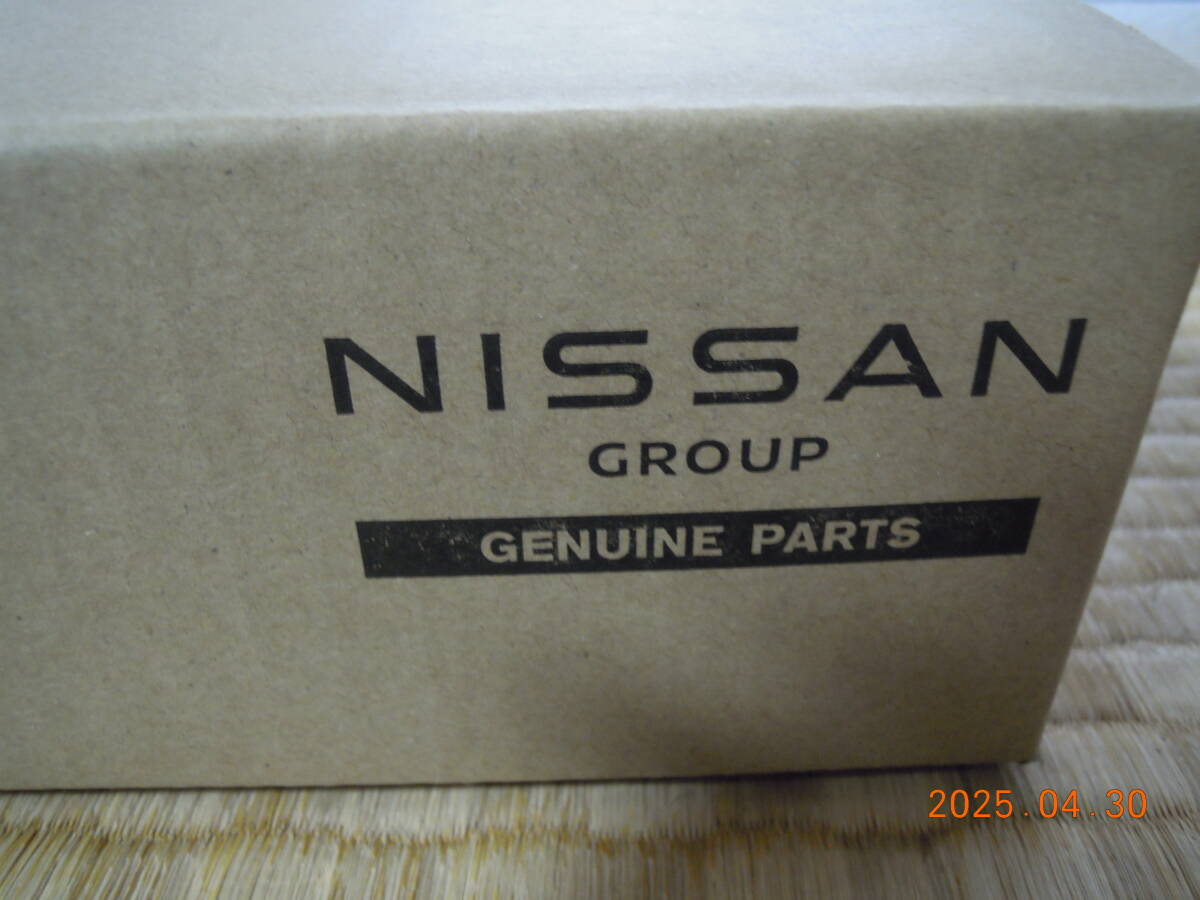 NISSAN
GROUP
GENUINE PARTS
2025.04.30